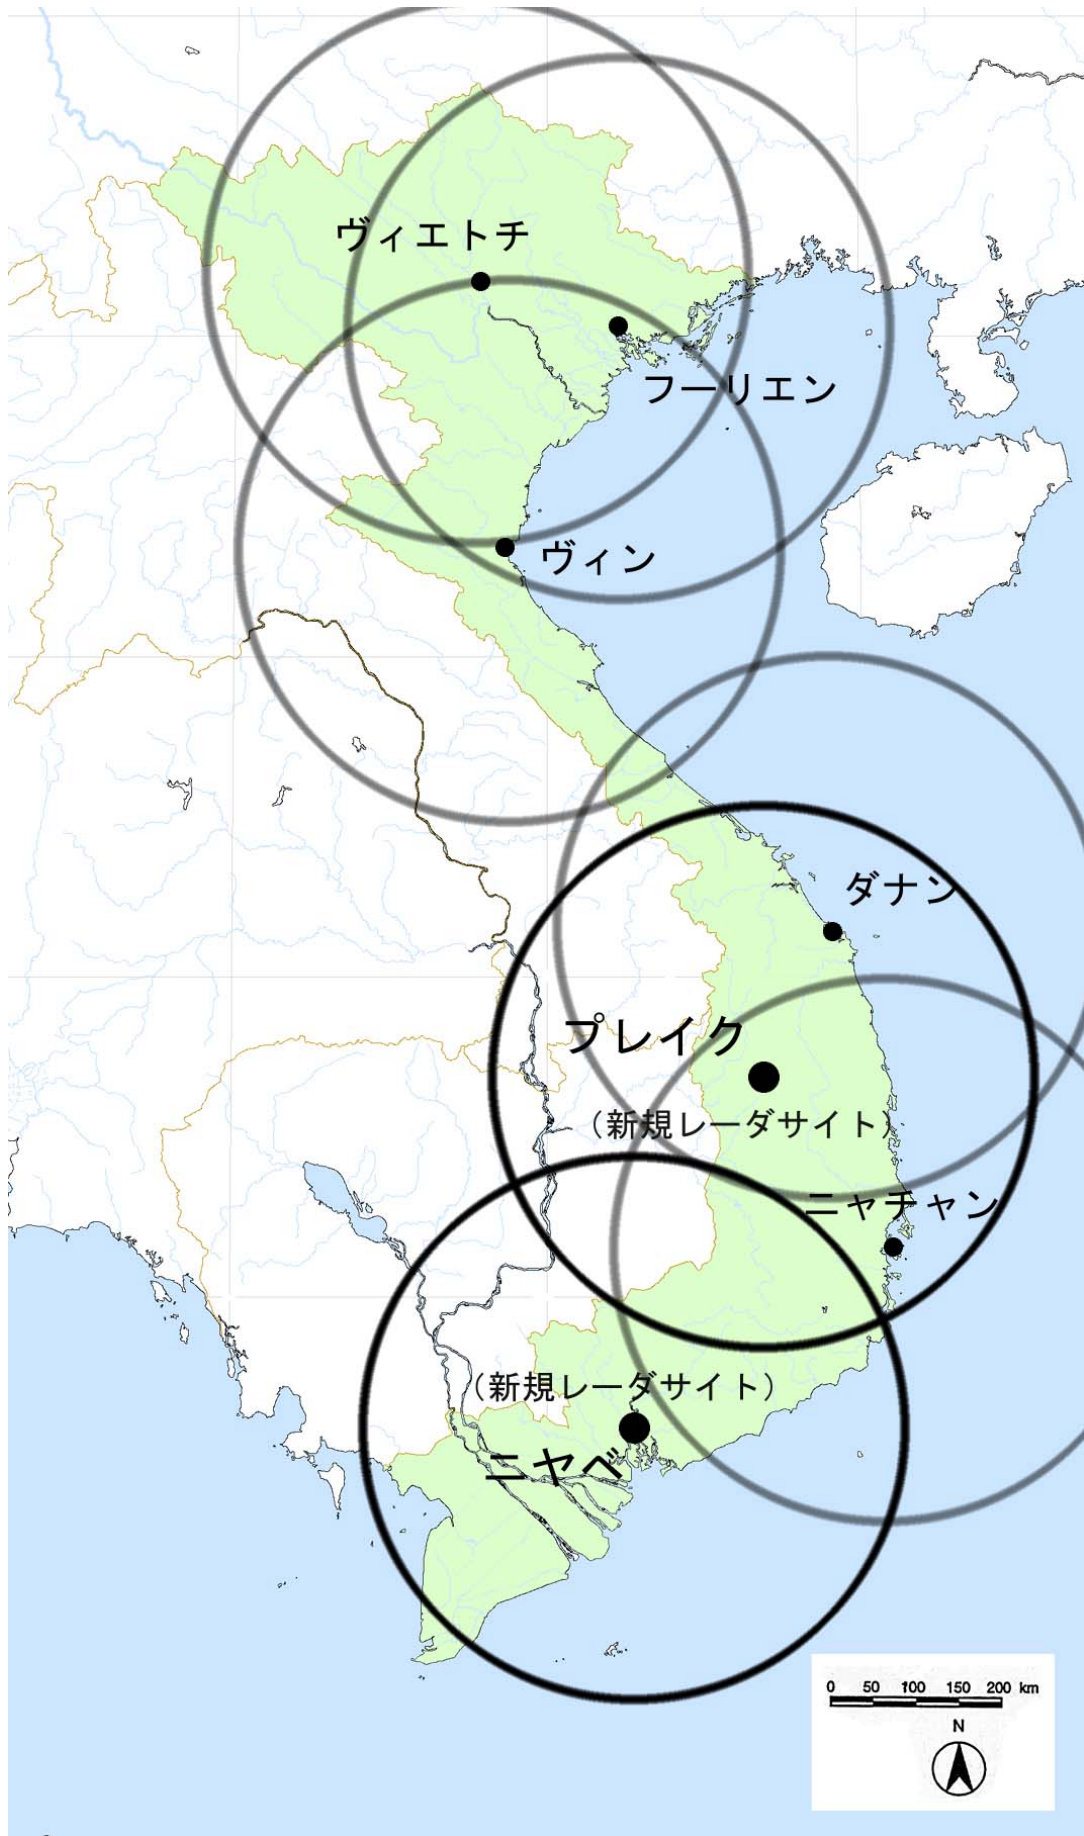 ヴィエトチ
フーリエン
ヴィン
ダナン
プレイク
（新規レーダサイト）
ニャチャン
（新規レーダサイト）
ニヤベ
0 50 100 150 200 km
N